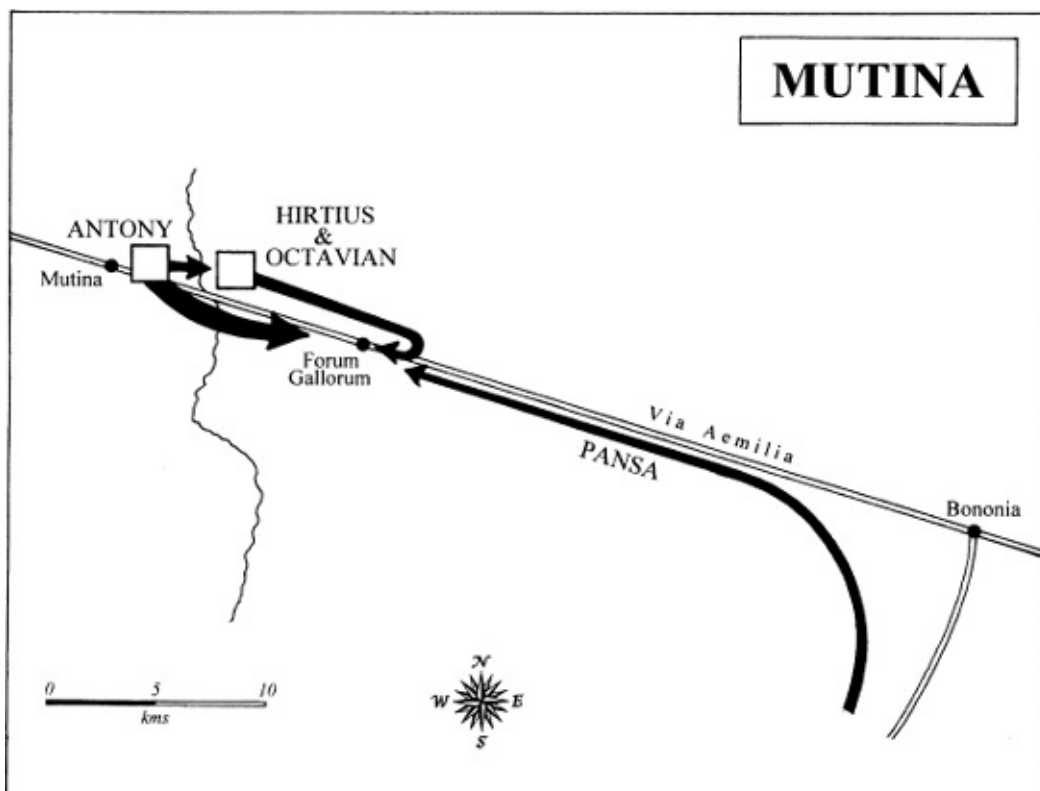 MUTINA
ANTONY
HIRTIUS
&
OCTAVIAN
Mutina
Forum
Gallorum
Via Aemilia
PANSA
Bononia
0 5 10
kms
N
W E
S